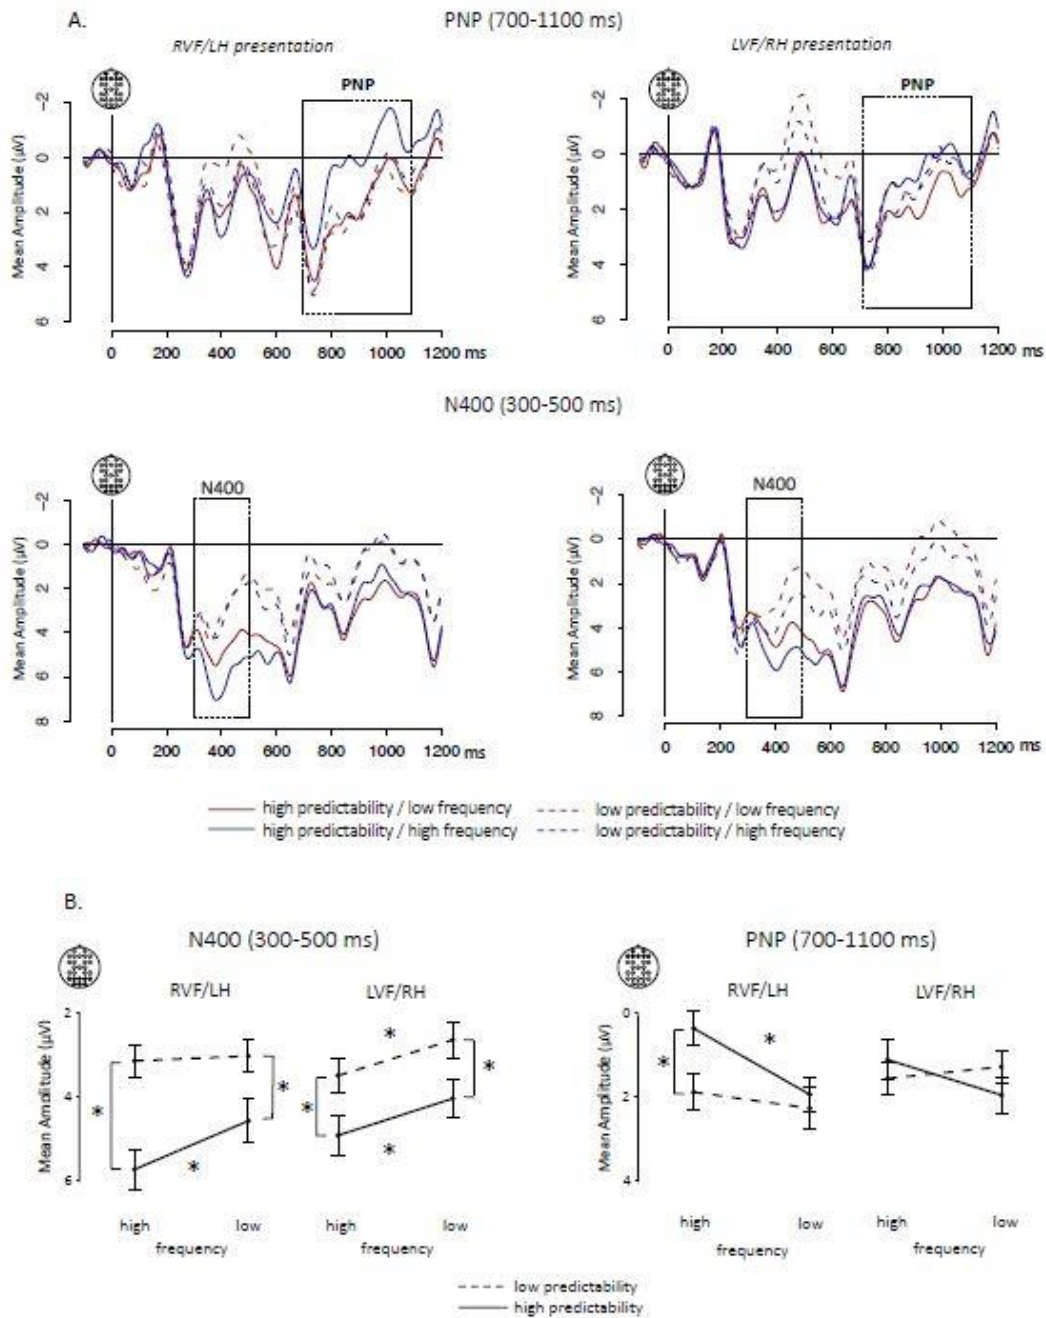 A.
PNP (700-1100 ms)
RVF/LH presentation
LVF/RH presentation
PNP
Mean Amplitude (µV)
-2
0
2
4
6
0 200 400 600 800 1000 1200 ms
PNP
Mean Amplitude (µV)
-2
0
2
4
6
0 200 400 600 800 1000 1200 ms
N400 (300-500 ms)
N400
Mean Amplitude (µV)
-2
0
2
4
6
8
0 200 400 600 800 1000 1200 ms
N400
Mean Amplitude (µV)
-2
0
2
4
6
8
0 200 400 600 800 1000 1200 ms
high predictability / low frequency
low predictability / low frequency
high predictability / high frequency
low predictability / high frequency
B.
N400 (300-500 ms)
RVF/LH
LVF/RH
Mean Amplitude (µV)
2
4
6
*
*
*
*
*
*
*
high low high low
frequency frequency
PNP (700-1100 ms)
RVF/LH
LVF/RH
Mean Amplitude (µV)
0
2
4
*
*
high low high low
frequency frequency
low predictability
high predictability